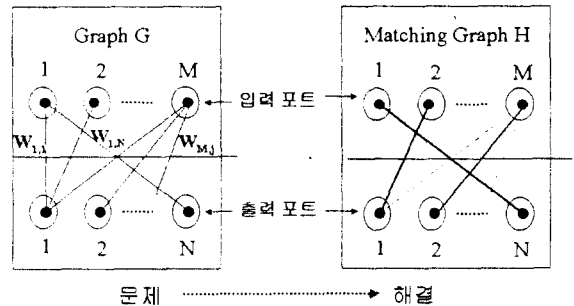 Graph G
Matching Graph H
1 2 ........ M
1 2 ........ M
입력 포트
W1,1 W1,N WM,j
출력 포트
1 2 N
1 2 N
문제 해결